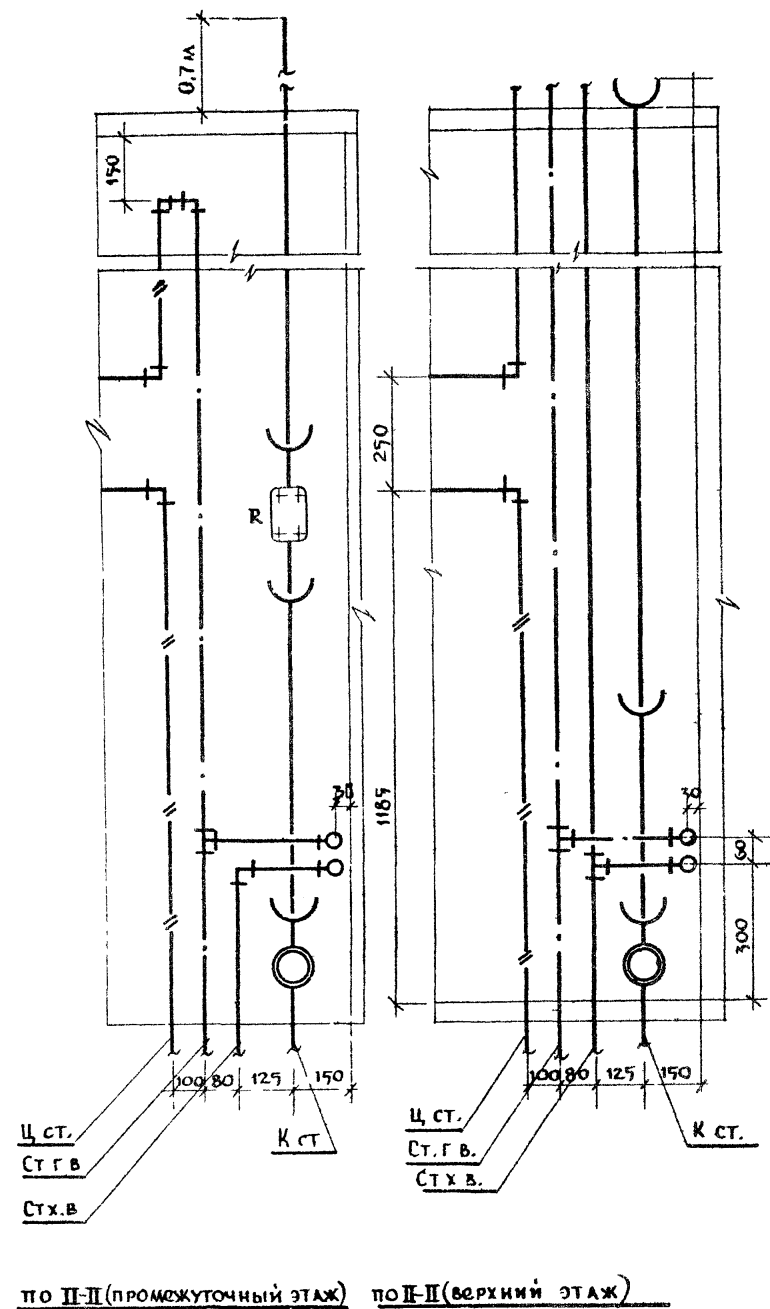 0,7 м
150
250
R
1185
30
30
60
300
100 80 125 150
100 80 125 150
Ц ст.
Ст г в
Ст х.в
К ст
Ц ст.
Ст. г в.
Ст х в.
К ст.
по II-II (промежуточный этаж)
по II-II (верхний этаж)